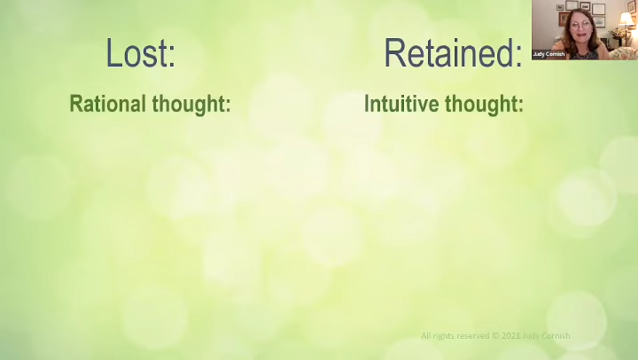 Lost:
Retained:
Judy Cornish
Rational thought:
Intuitive thought:
All rights reserved © 2021 Judy Cornish